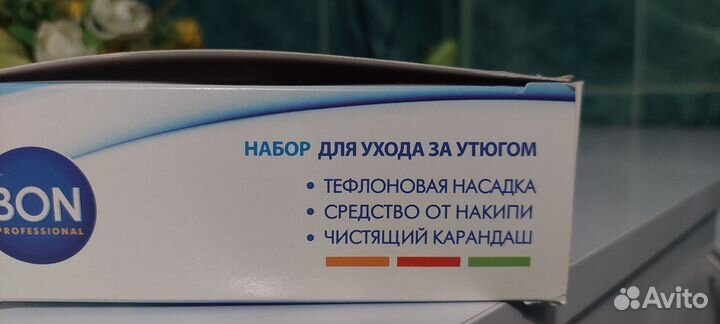 BON
PROFESSIONAL
НАБОР ДЛЯ УХОДА ЗА УТЮГОМ
• ТЕФЛОНОВАЯ НАСАДКА
• СРЕДСТВО ОТ НАКИПИ
• ЧИСТЯЩИЙ КАРАНДАШ
Avito